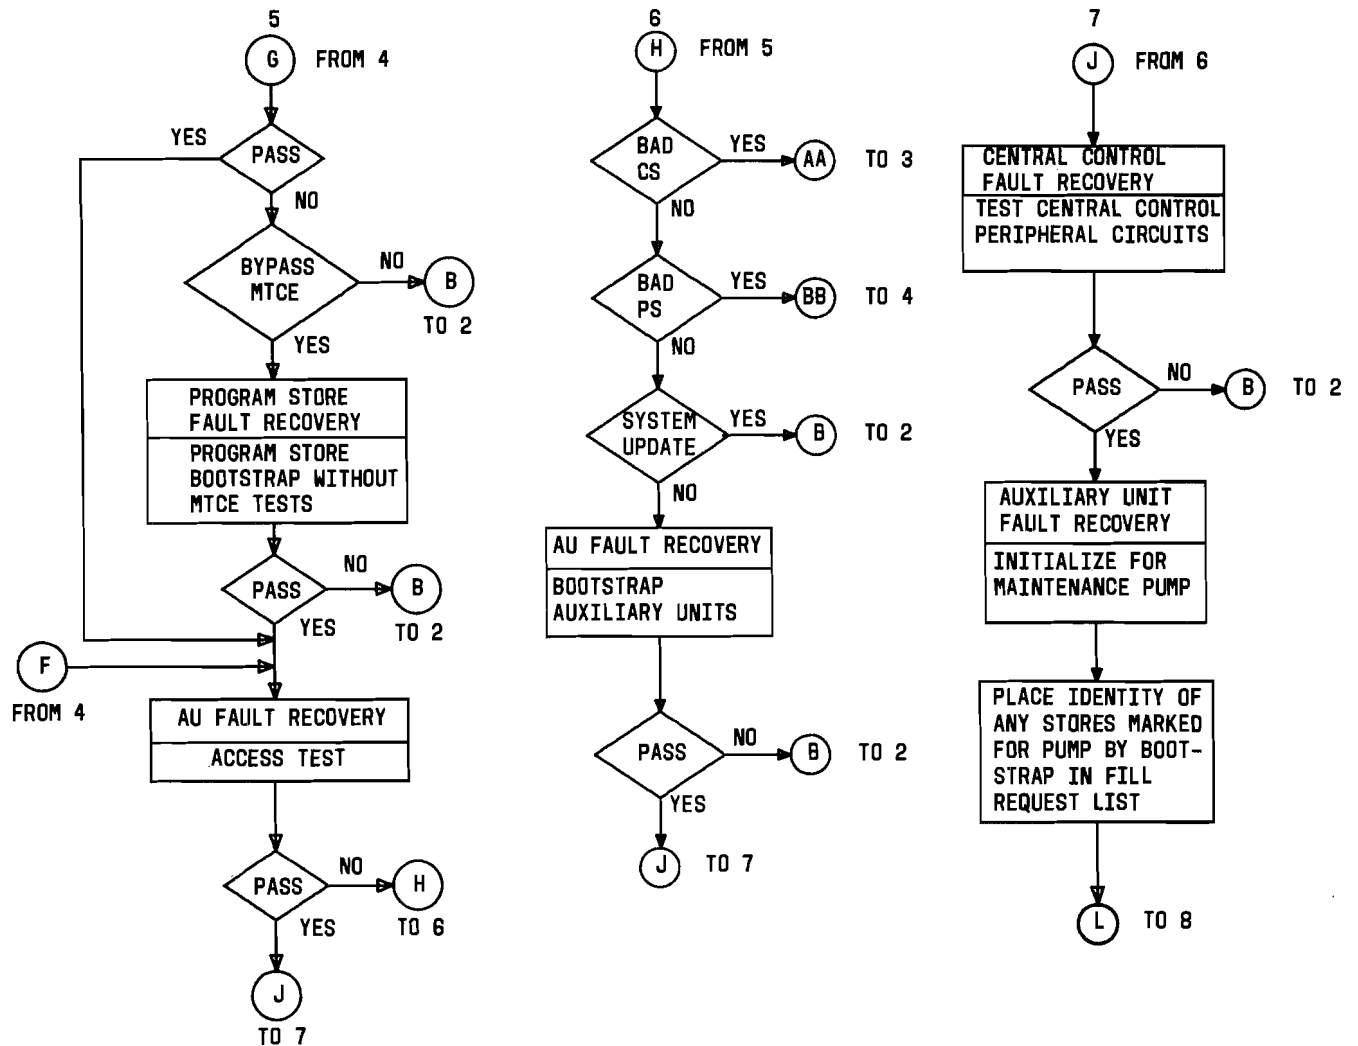 5
G FROM 4
YES
PASS
NO
BYPASS
MTCE
NO
B
TO 2
YES
PROGRAM STORE
FAULT RECOVERY
PROGRAM STORE
BOOTSTRAP WITHOUT
MTCE TESTS
PASS
NO
B
TO 2
YES
F
FROM 4
AU FAULT RECOVERY
ACCESS TEST
PASS
NO
H
TO 6
YES
J
TO 7
6
H FROM 5
BAD
CS
YES
AA TO 3
NO
BAD
PS
YES
BB TO 4
NO
SYSTEM
UPDATE
YES
B TO 2
NO
AU FAULT RECOVERY
BOOTSTRAP
AUXILIARY UNITS
PASS
NO
B TO 2
YES
J TO 7
7
J FROM 6
CENTRAL CONTROL
FAULT RECOVERY
TEST CENTRAL CONTROL
PERIPHERAL CIRCUITS
PASS
NO
B TO 2
YES
AUXILIARY UNIT
FAULT RECOVERY
INITIALIZE FOR
MAINTENANCE PUMP
PLACE IDENTITY OF
ANY STORES MARKED
FOR PUMP BY BOOT-
STRAP IN FILL
REQUEST LIST
L TO 8